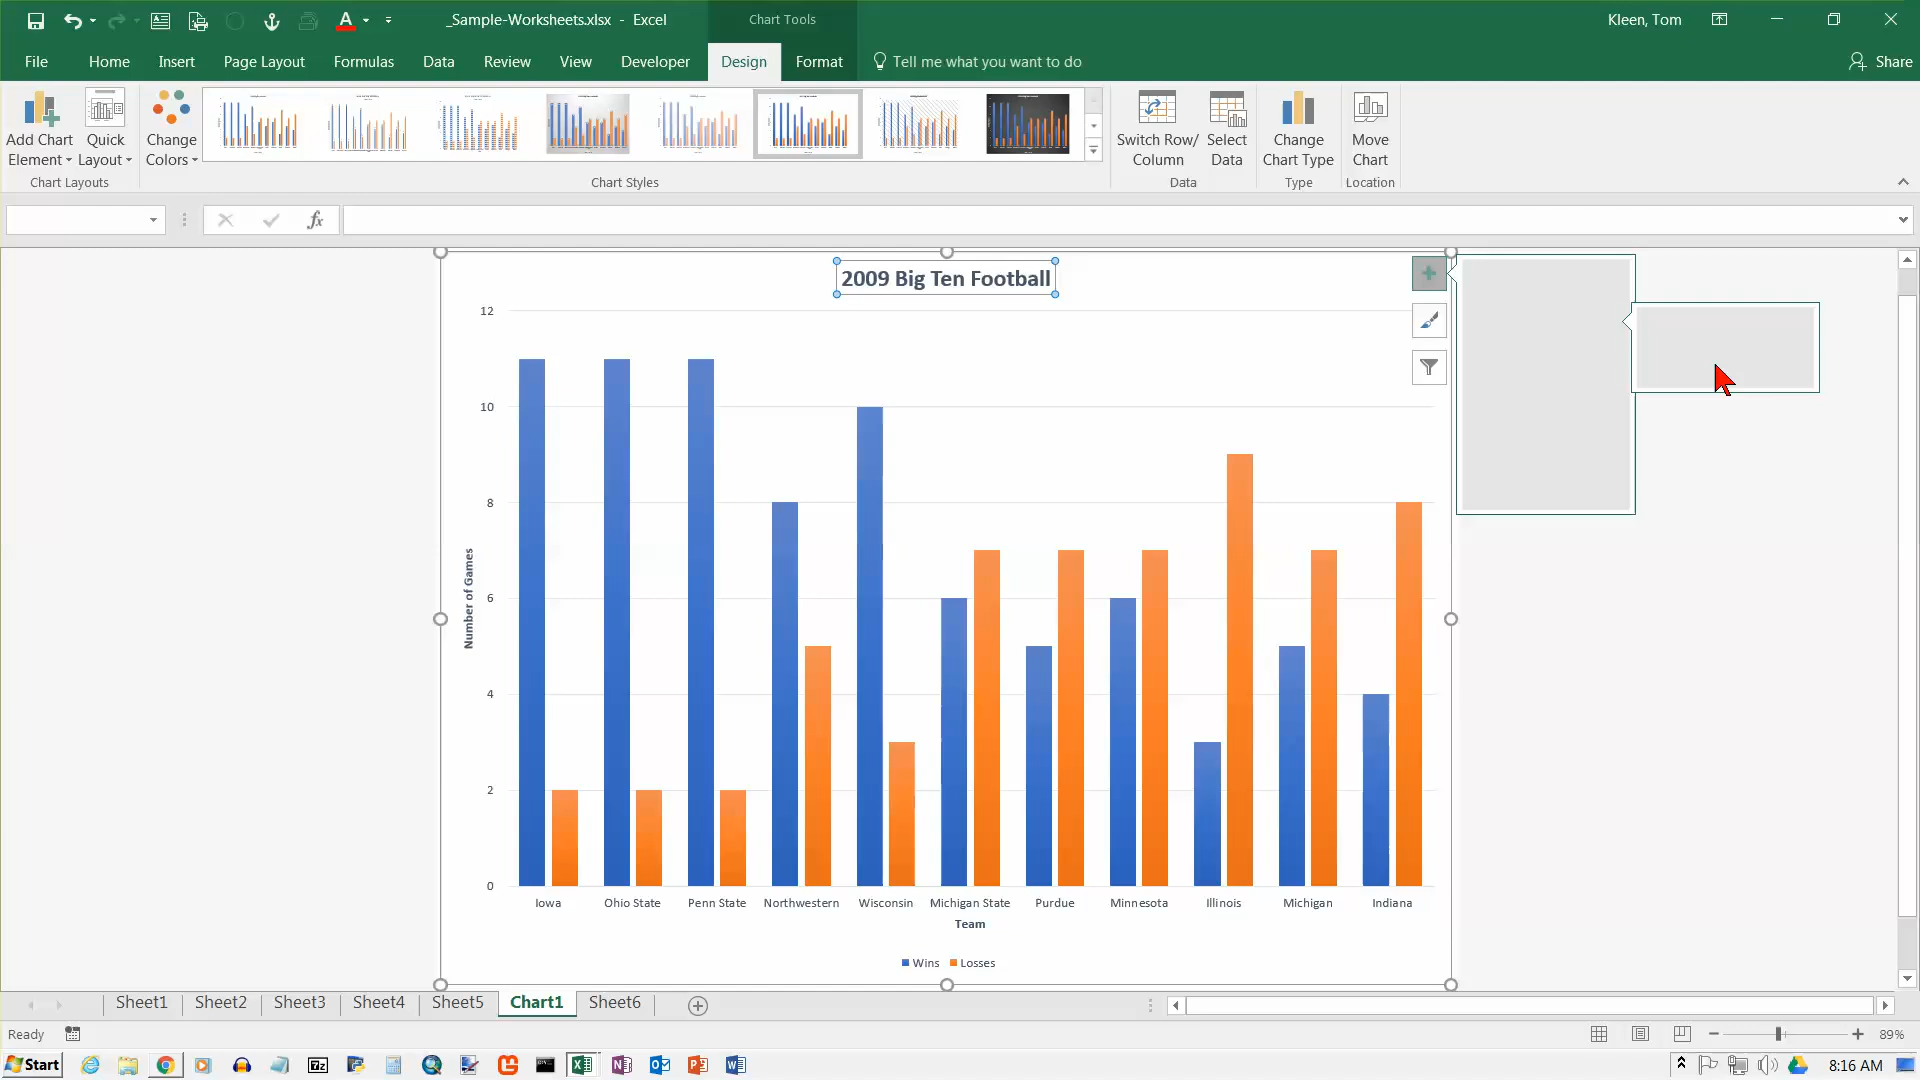 _Sample-Worksheets.xlsx - Excel
Chart Tools
Kleen, Tom
File Home Insert Page Layout Formulas Data Review View Developer Design Format Tell me what you want to do Share
Add Chart Element
Quick Layout
Change Colors
Switch Row/ Column
Select Data
Change Chart Type
Move Chart
Chart Layouts
Chart Styles
Data
Type
Location
fx
2009 Big Ten Football
12
10
8
6
4
2
0
Number of Games
Iowa Ohio State Penn State Northwestern Wisconsin Michigan State Purdue Minnesota Illinois Michigan Indiana
Team
Wins Losses
Sheet1 Sheet2 Sheet3 Sheet4 Sheet5 Chart1 Sheet6
Ready
89%
Start
8:16 AM